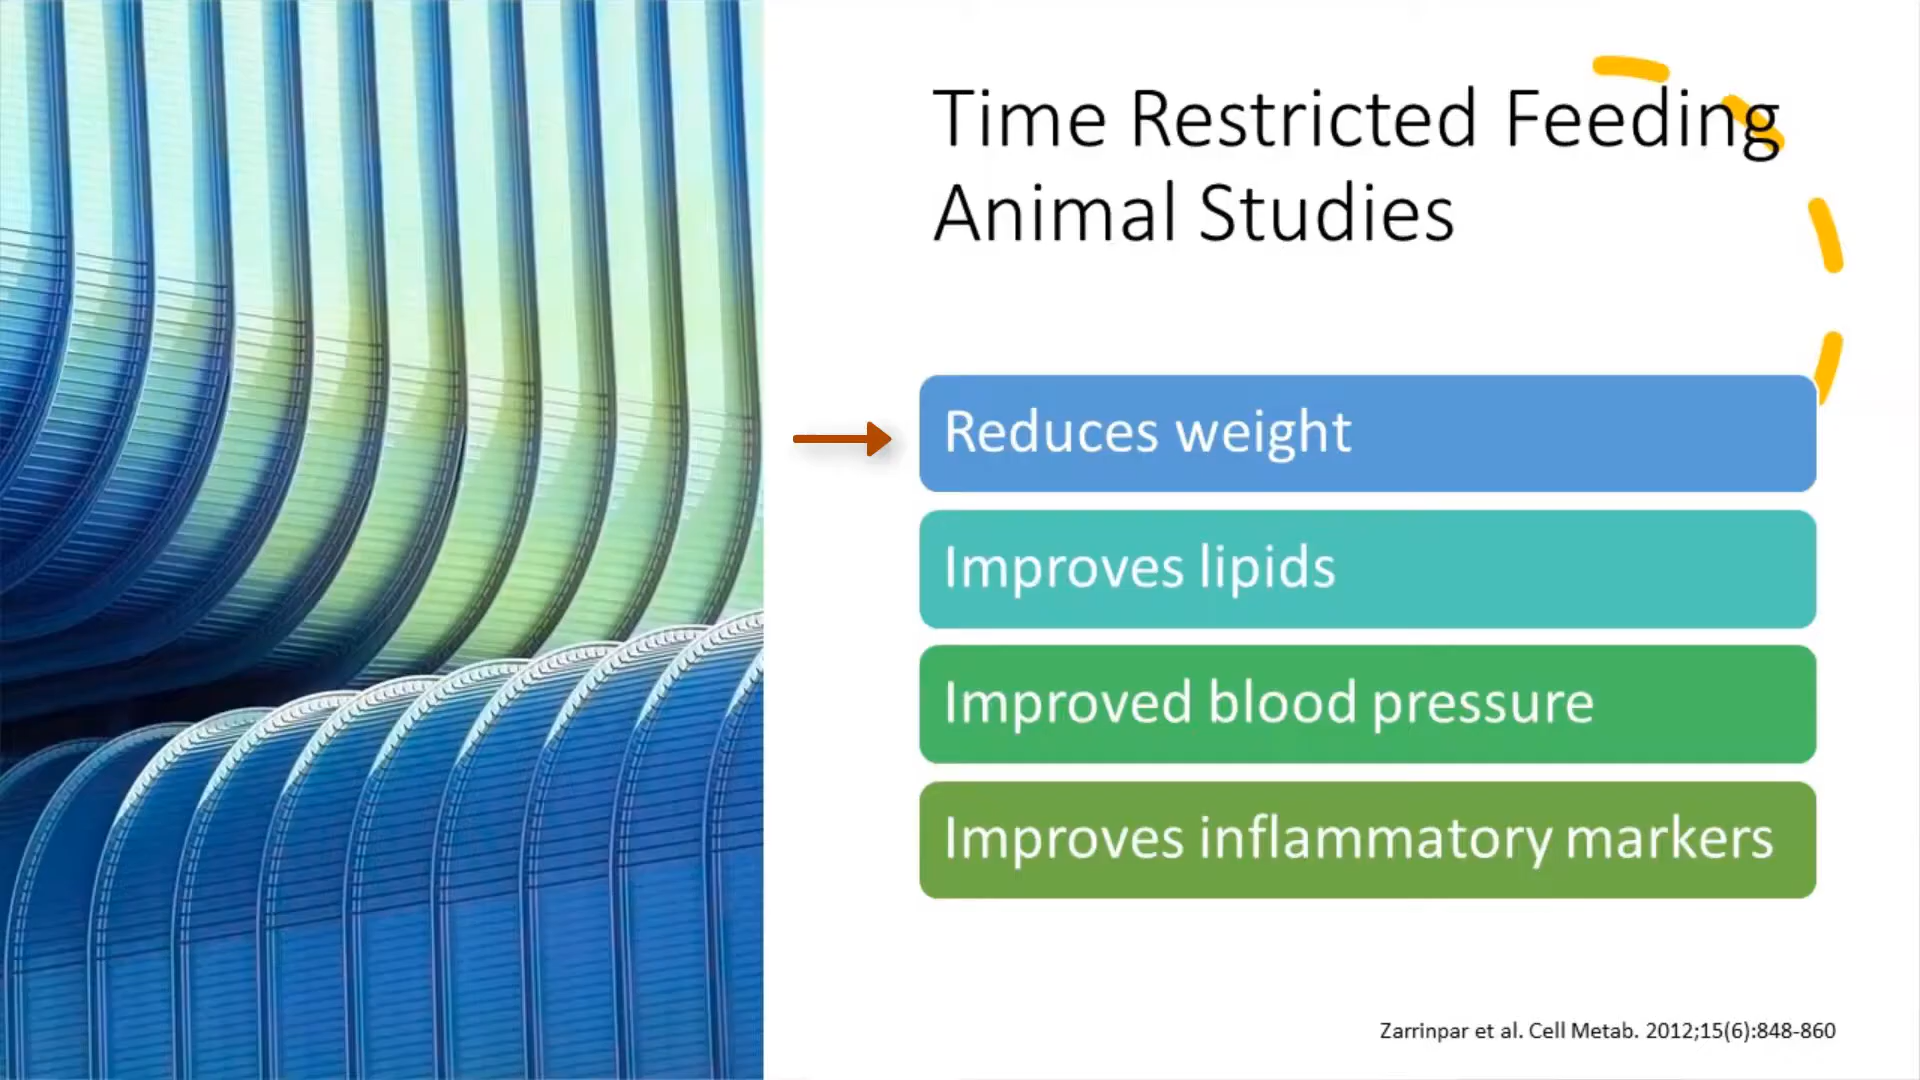 Time Restricted Feeding
Animal Studies
Reduces weight
Improves lipids
Improved blood pressure
Improves inflammatory markers
Zarrinpar et al. Cell Metab. 2012;15(6):848-860